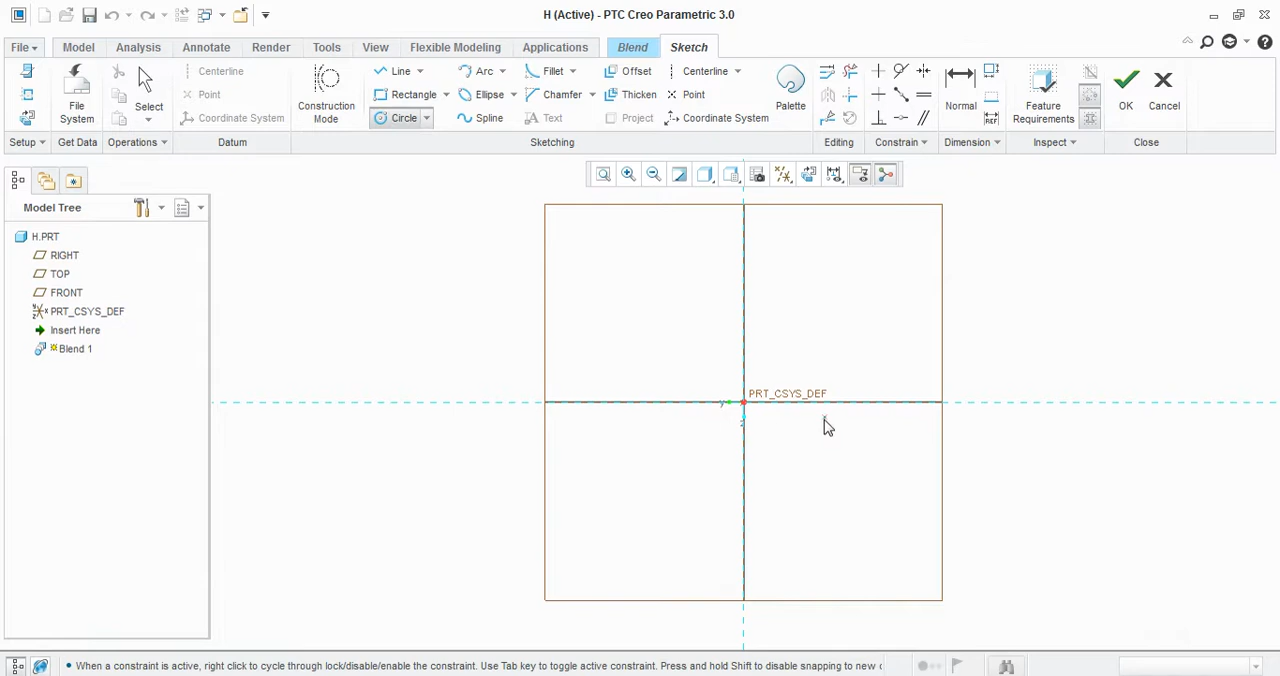 H (Active) - PTC Creo Parametric 3.0
File Model Analysis Annotate Render Tools View Flexible Modeling Applications Blend Sketch
Centerline Line Arc Fillet Offset Centerline
Point Rectangle Ellipse Chamfer Thicken Point
File System Select Coordinate System Construction Mode Circle Spline Text Project Coordinate System Palette Normal Feature Requirements OK Cancel
Setup Get Data Operations Datum Sketching Editing Constrain Dimension Inspect Close
Model Tree
H.PRT
RIGHT
TOP
FRONT
PRT_CSYS_DEF
Insert Here
Blend 1
PRT_CSYS_DEF
y
• When a constraint is active, right click to cycle through lock/disable/enable the constraint. Use Tab key to toggle active constraint. Press and hold Shift to disable snapping to new